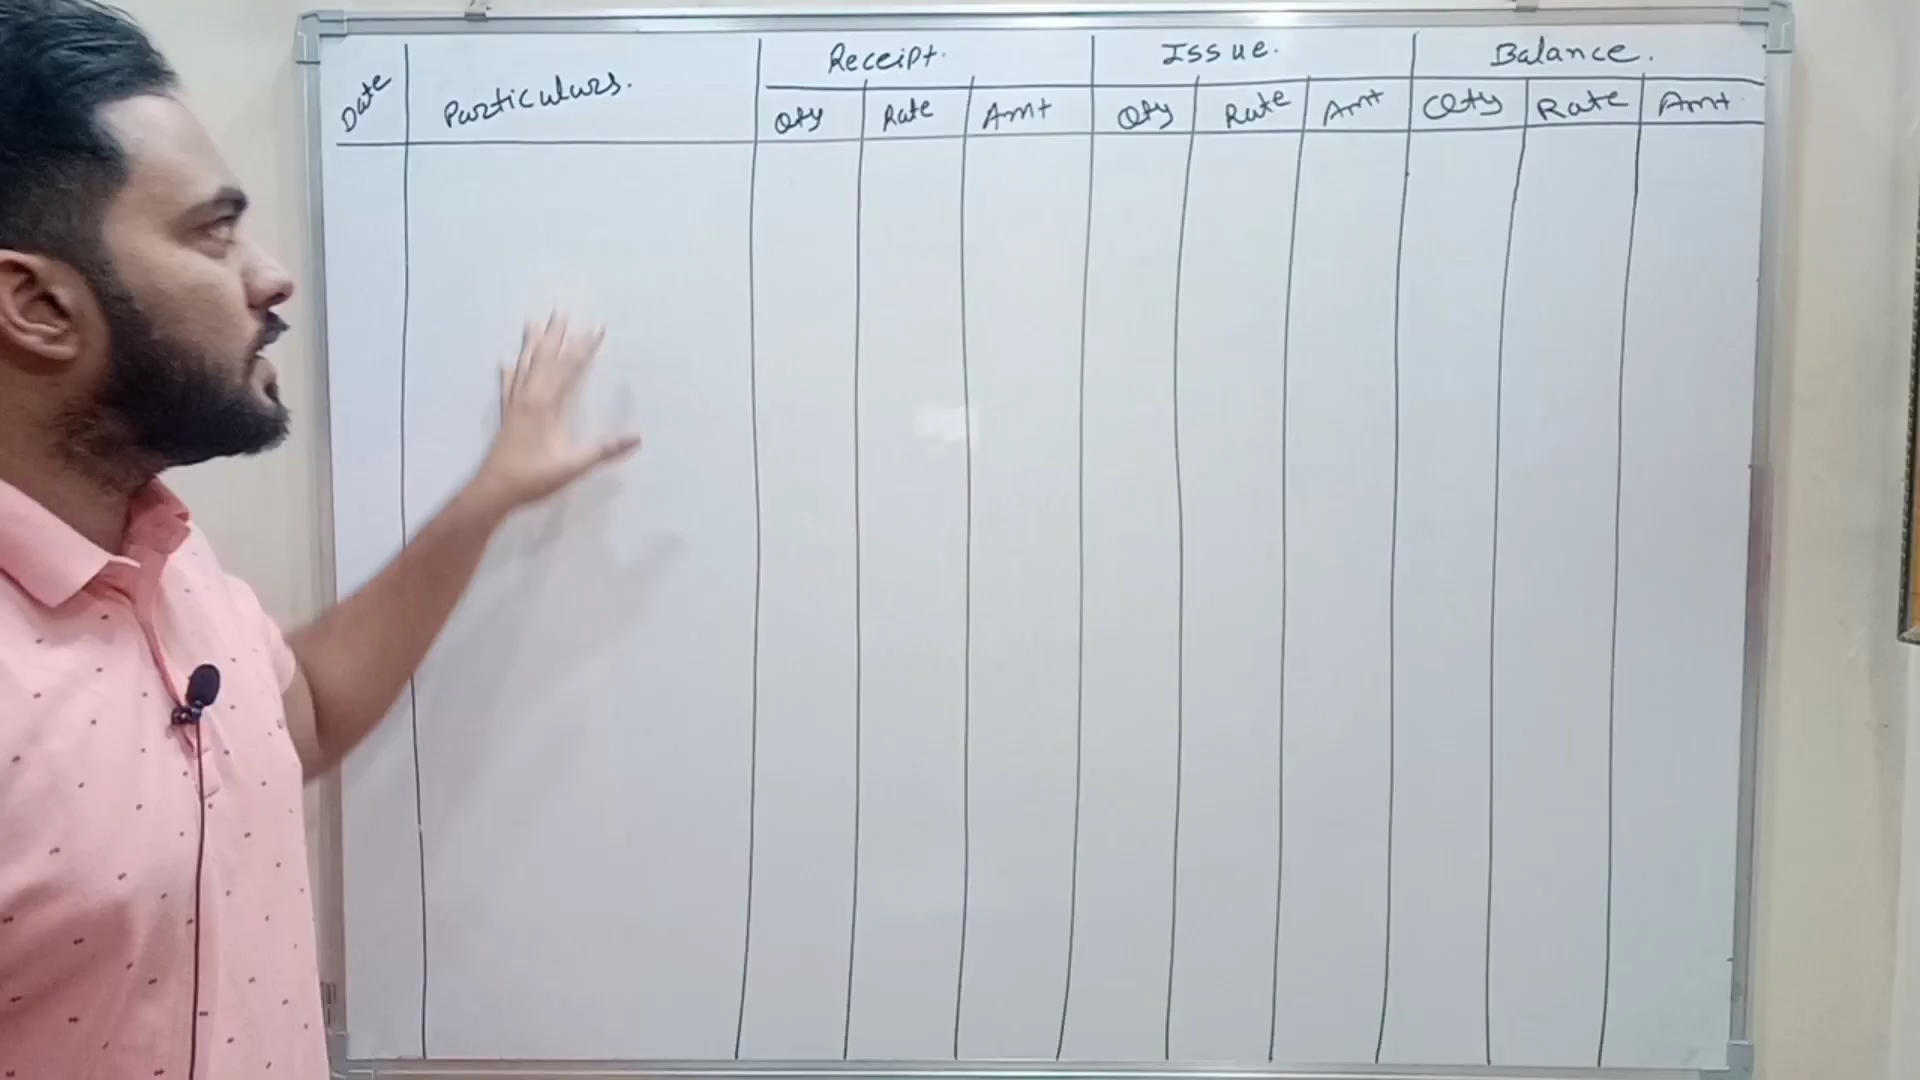 Date Particulars. Receipt. Issue. Balance.
Qty Rate Amt Qty Rate Amt Qty Rate Amt